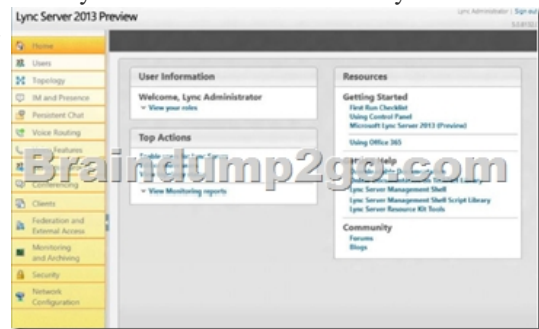 Lync Server 2013 Preview
Lync Administrator | Sign out
Home
Users
Topology
IM and Presence
Persistent Chat
Voice Routing
Features
Conferencing
Clients
Federation and
External Access
Monitoring
and Archiving
Security
Network
Configuration
User Information
Welcome, Lync Administrator
View your roles
Top Actions
View Monitoring reports
Resources
Getting Started
First Run Checklist
Using Control Panel
Microsoft Lync Server 2013 (Preview)
Using Office 365
Help
Lync Server Management Shell
Lync Server Management Shell Script Library
Lync Server Resource Kit Tools
Community
Forums
Blogs
Braindump2go.com